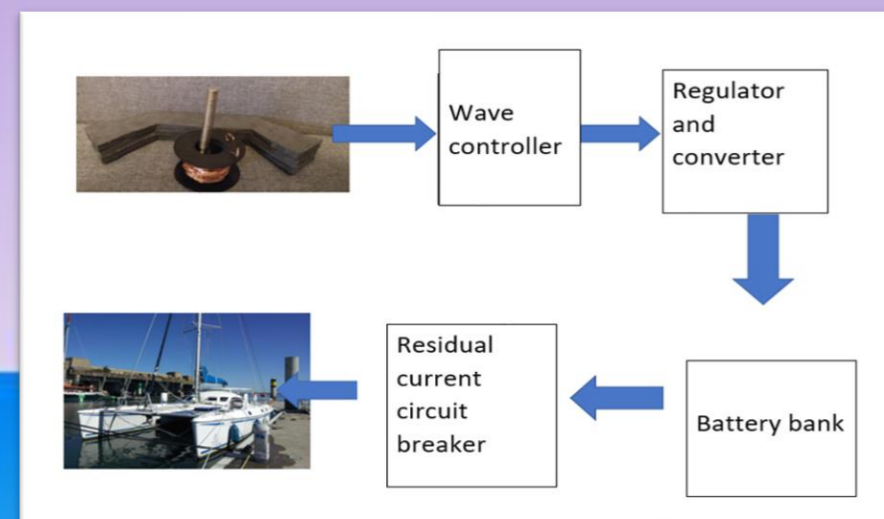 Wave
controller
Regulator
and
converter
Residual
current
circuit
breaker
Battery bank